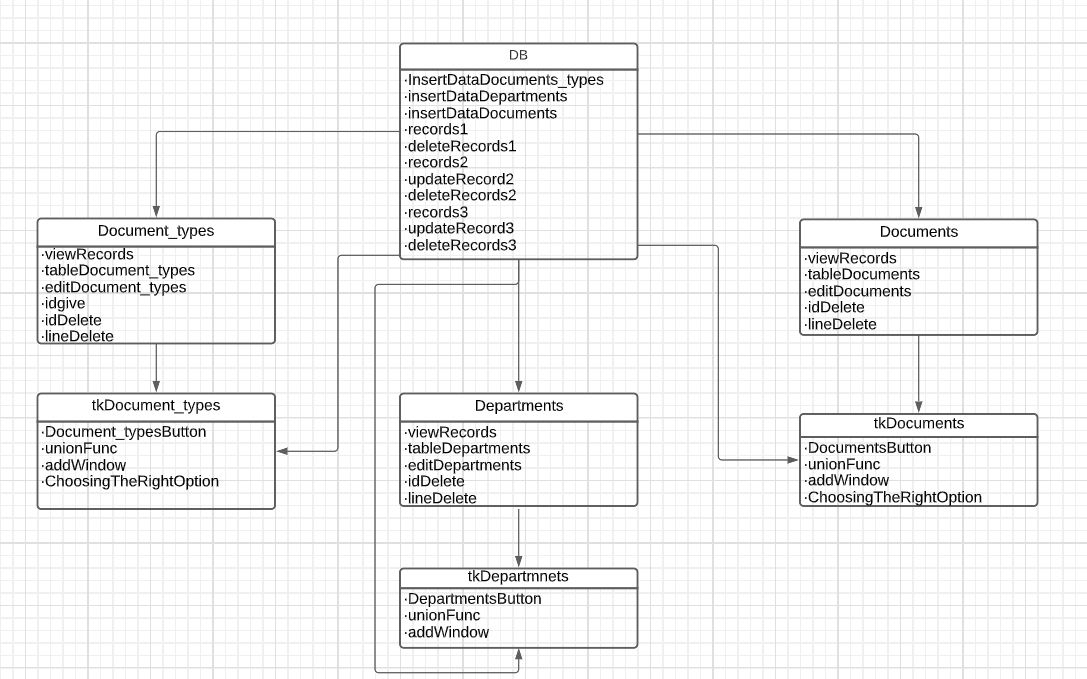 DB
·InsertDataDocuments_types
·insertDataDepartments
·insertDataDocuments
·records1
·deleteRecords1
·records2
·updateRecord2
·deleteRecords2
·records3
·updateRecord3
·deleteRecords3
Document_types
·viewRecords
·tableDocument_types
·editDocument_types
·idgive
·idDelete
·lineDelete
Documents
·viewRecords
·tableDocuments
·editDocuments
·idDelete
·lineDelete
tkDocument_types
·Document_typesButton
·unionFunc
·addWindow
·ChoosingTheRightOption
Departments
·viewRecords
·tableDepartments
·editDepartments
·idDelete
·lineDelete
tkDocuments
·DocumentsButton
·unionFunc
·addWindow
·ChoosingTheRightOption
tkDepartmnets
·DepartmentsButton
·unionFunc
·addWindow